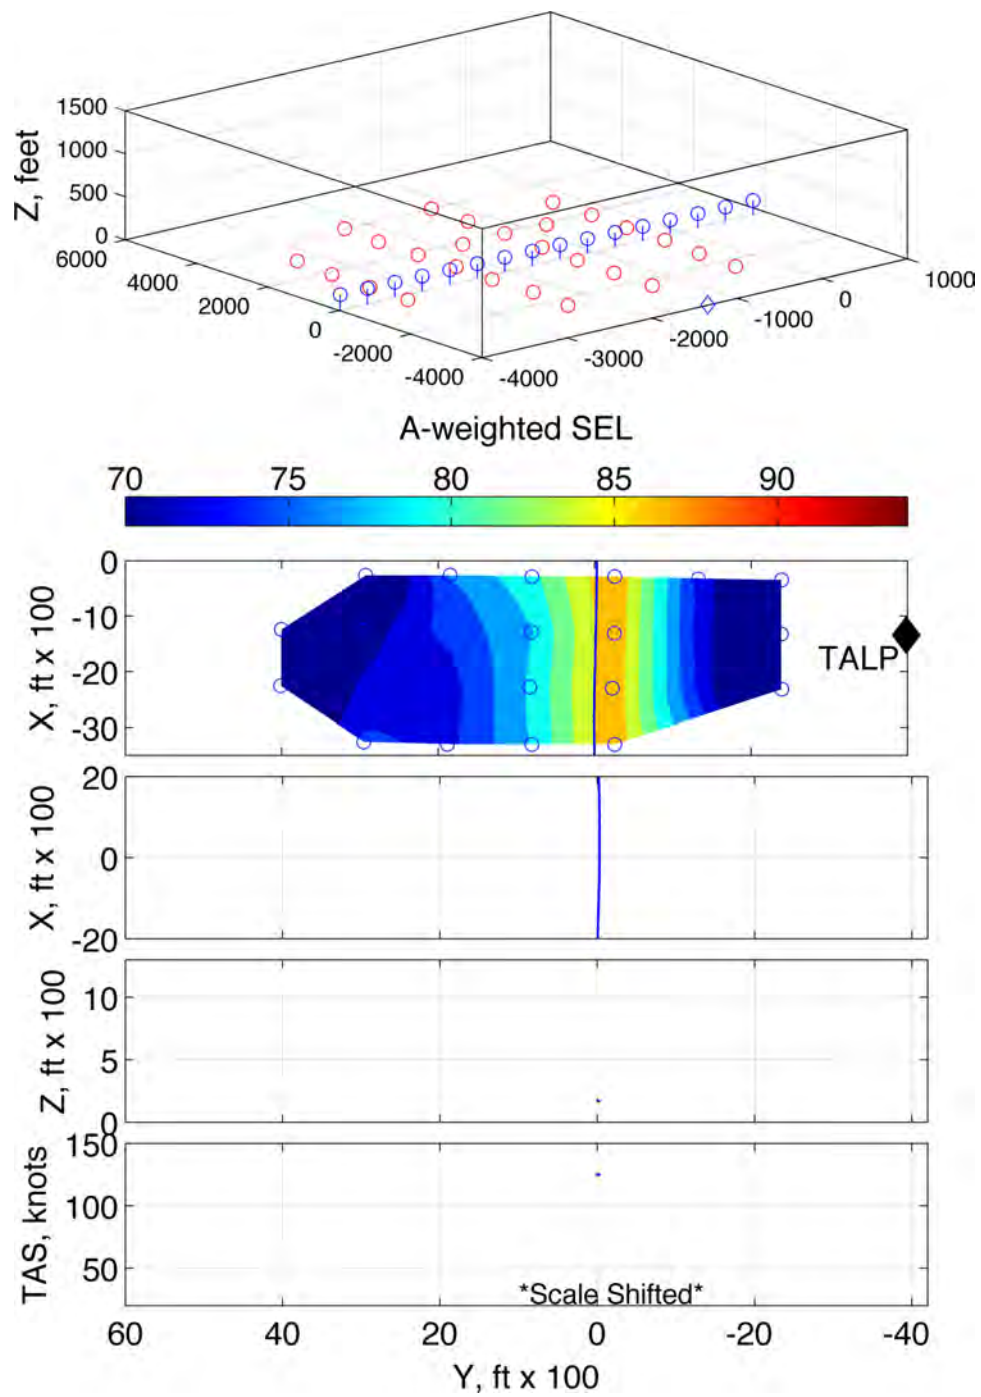 1500
1000
500
0
Z, feet
6000
4000
2000
0
-2000
-4000
-4000
-3000
-2000
-1000
0
1000
A-weighted SEL
70 75 80 85 90
0
-10
-20
-30
X, ft x 100
TALP
20
0
-20
X, ft x 100
10
5
0
Z, ft x 100
150
100
50
TAS, knots
*Scale Shifted*
60 40 20 0 -20 -40
Y, ft x 100